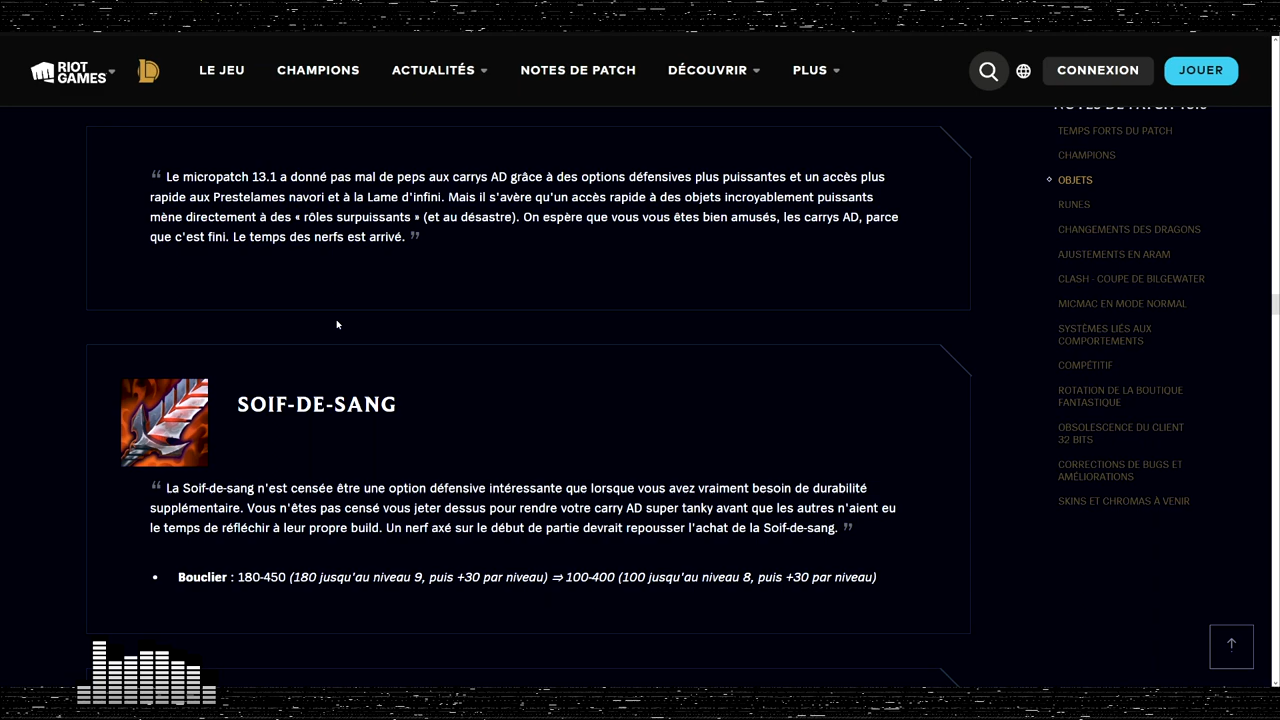 RIOT GAMES LE JEU CHAMPIONS ACTUALITÉS NOTES DE PATCH DÉCOUVRIR PLUS CONNEXION JOUER
“ Le micropatch 13.1 a donné pas mal de peps aux carrys AD grâce à des options défensives plus puissantes et un accès plus
rapide aux Prestelames navori et à la Lame d'infini. Mais il s'avère qu'un accès rapide à des objets incroyablement puissants
mène directement à des « rôles surpuissants » (et au désastre). On espère que vous vous êtes bien amusés, les carrys AD, parce
que c'est fini. Le temps des nerfs est arrivé. ”
SOIF-DE-SANG
“ La Soif-de-sang n'est censée être une option défensive intéressante que lorsque vous avez vraiment besoin de durabilité
supplémentaire. Vous n'êtes pas cessé vous jeter dessus pour rendre votre carry AD super tanky avant que les autres n'aient eu
le temps de réfléchir à leur propre build. Un nerf axé sur le début de partie devrait repousser l'achat de la Soif-de-sang. ”
• Bouclier : 180-450 (180 jusqu'au niveau 9, puis +30 par niveau) ⇒ 100-400 (100 jusqu'au niveau 8, puis +30 par niveau)
TEMPS FORTS DU PATCH
CHAMPIONS
OBJETS
RUNES
CHANGEMENTS DES DRAGONS
AJUSTEMENTS EN ARAM
CLASH - COUPE DE BILGEWATER
MICMAC EN MODE NORMAL
SYSTÈMES LIÉS AUX
COMPORTEMENTS
COMPÉTITIF
ROTATION DE LA BOUTIQUE
FANTASTIQUE
OBSOLESCENCE DU CLIENT
32 BITS
CORRECTIONS DE BUGS ET
AMÉLIORATIONS
SKINS ET CHROMAS À VENIR